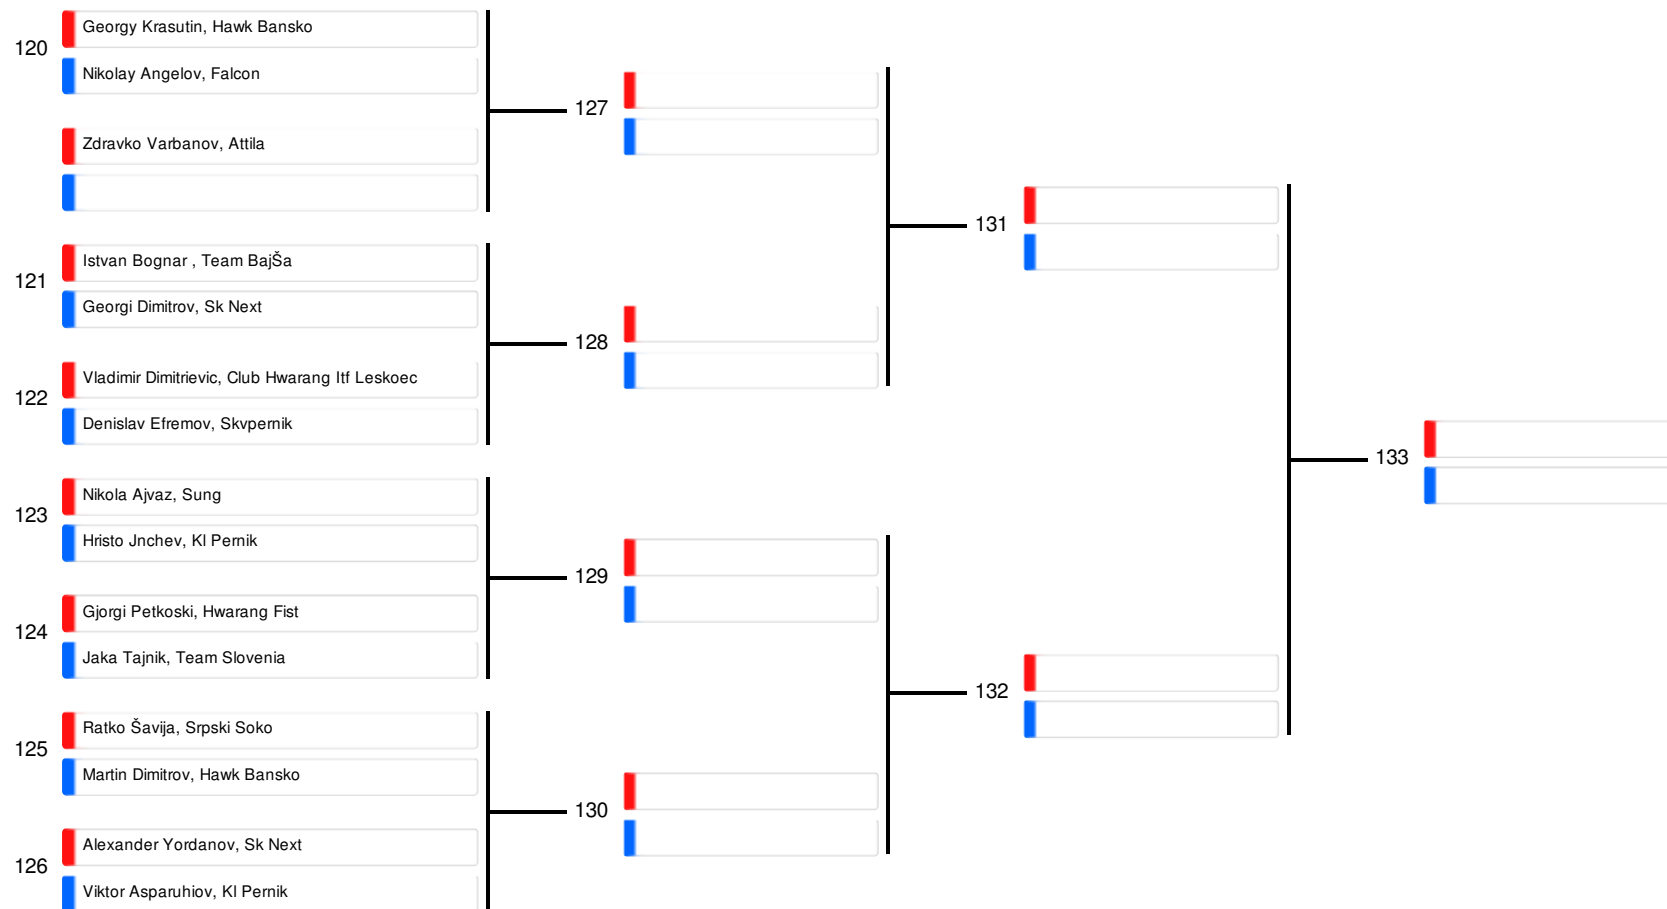 120
Georgy Krasutin, Hawk Bansko
Nikolay Angelov, Falcon
Zdravko Varbanov, Attila
121
Istvan Bognar , Team BajŠa
Georgi Dimitrov, Sk Next
122
Vladimir Dimitrievic, Club Hwarang Itf Leskoec
Denislav Efremov, Skvpernik
123
Nikola Ajvaz, Sung
Hristo Jnchev, Kl Pernik
124
Gjorgi Petkoski, Hwarang Fist
Jaka Tajnik, Team Slovenia
125
Ratko Šavija, Srpski Soko
Martin Dimitrov, Hawk Bansko
126
Alexander Yordanov, Sk Next
Viktor Asparuhiov, Kl Pernik
127
128
129
130
131
132
133